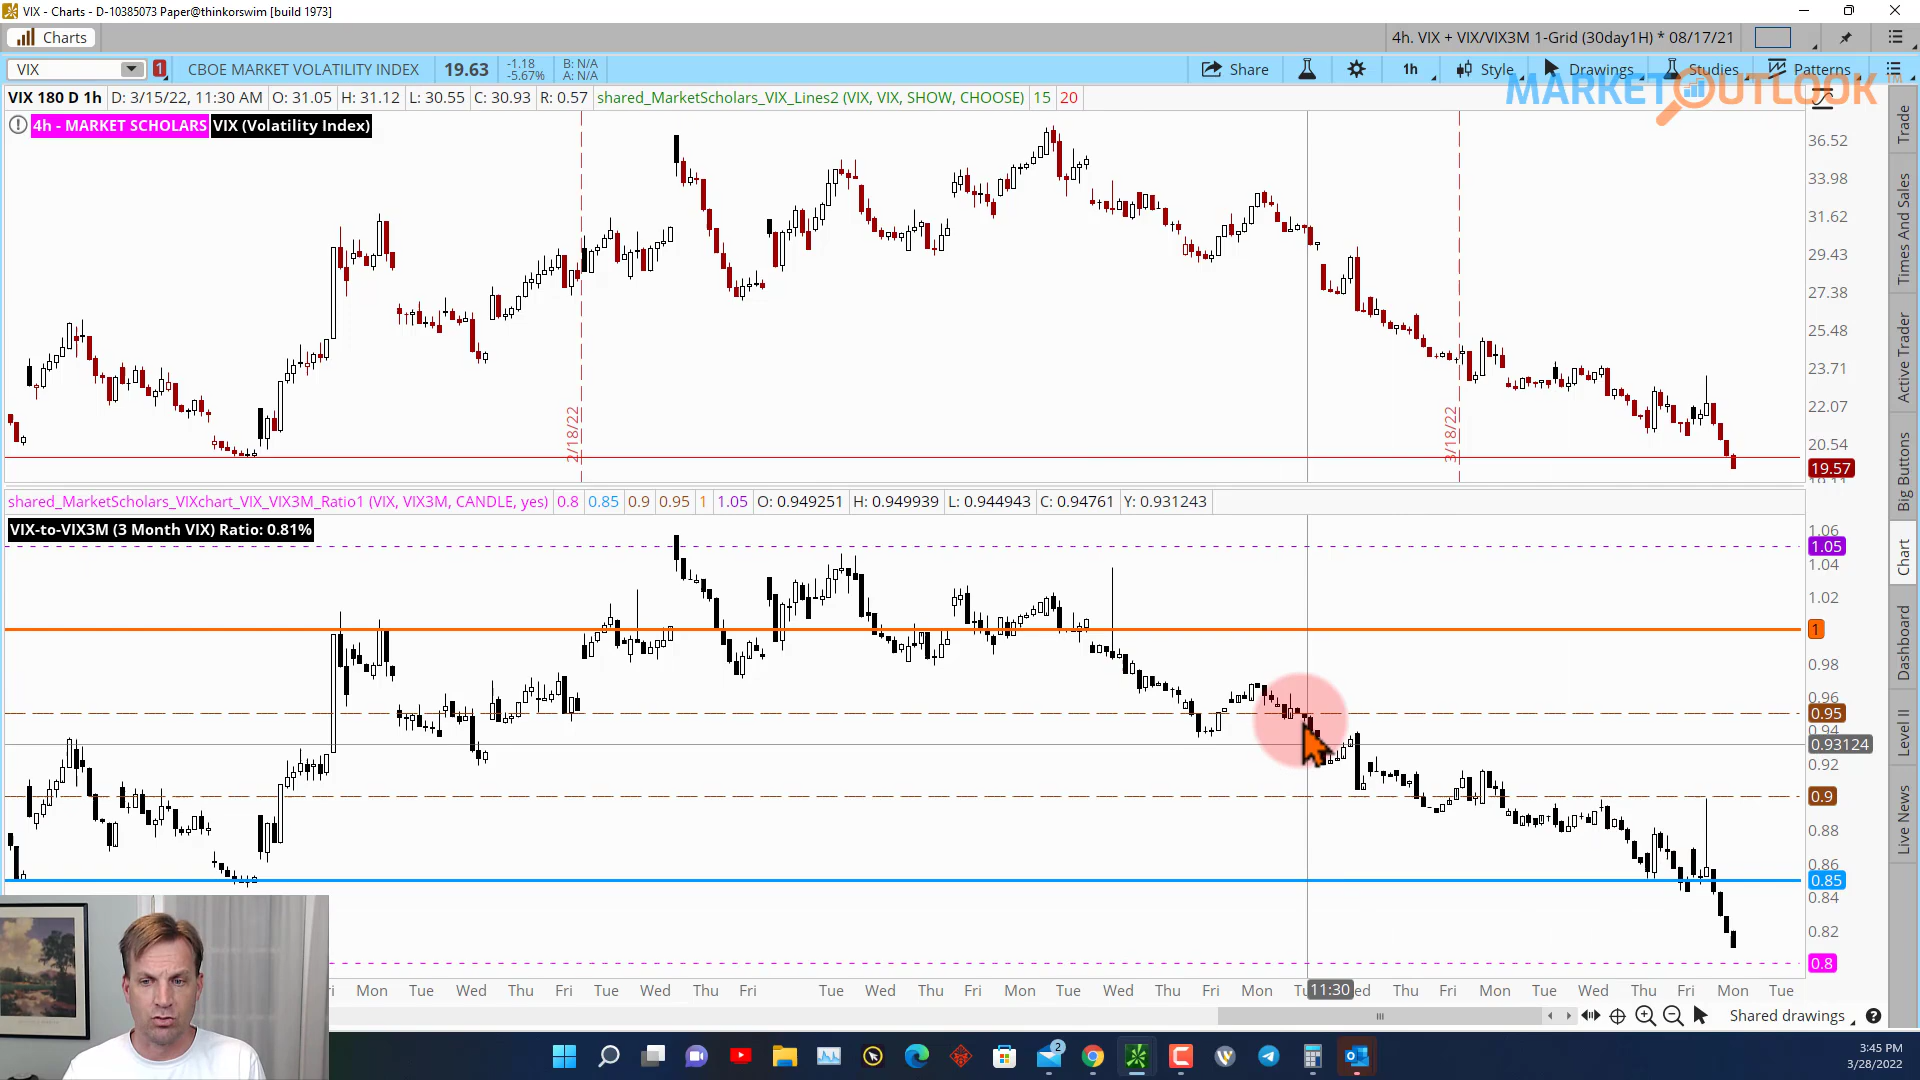 VIX - Charts - D-10385073 Paper@thinkorswim [build 1973]
Charts
4h. VIX + VIX/VIX3M 1-Grid (30day1H) * 08/17/21
VIX
1
CBOE MARKET VOLATILITY INDEX
19.63
-1.18
-5.67%
B: N/A
A: N/A
Share
1h
Style
Drawings
Studies
Patterns
MARKETOUTLOOK
VIX 180 D 1h
D: 3/15/22, 11:30 AM
O: 31.05
H: 31.12
L: 30.55
C: 30.93
R: 0.57
shared_MarketScholars_VIX_Lines2 (VIX, VIX, SHOW, CHOOSE)
15
20
4h - MARKET SCHOLARS
VIX (Volatility Index)
36.52
33.98
31.62
29.43
27.38
25.48
23.71
22.07
20.54
19.57
19.11
2/18/22
3/18/22
shared_MarketScholars_VIXchart_VIX_VIX3M_Ratio1 (VIX, VIX3M, CANDLE, yes)
0.8
0.85
0.9
0.95
1
1.05
O: 0.949251
H: 0.949939
L: 0.944943
C: 0.94761
Y: 0.931243
VIX-to-VIX3M (3 Month VIX) Ratio: 0.81%
1.06
1.05
1.04
1.02
1
0.98
0.96
0.95
0.94
0.93124
0.92
0.9
0.88
0.86
0.85
0.84
0.82
0.8
Mon Tue Wed Thu Fri Tue Wed Thu Fri Tue Wed Thu Fri Mon Tue Wed Thu Fri Mon 11:30 Thu Fri Mon Tue Wed Thu Fri Mon Tue
Shared drawings
Trade
Times And Sales
Active Trader
Big Buttons
Chart
Dashboard
Level II
Live News
2
3:45 PM
3/28/2022